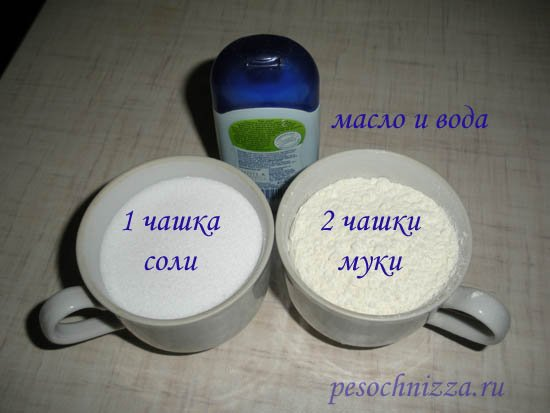 масло и вода
1 чашка
соли
2 чашки
муки
pesochnizza.ru